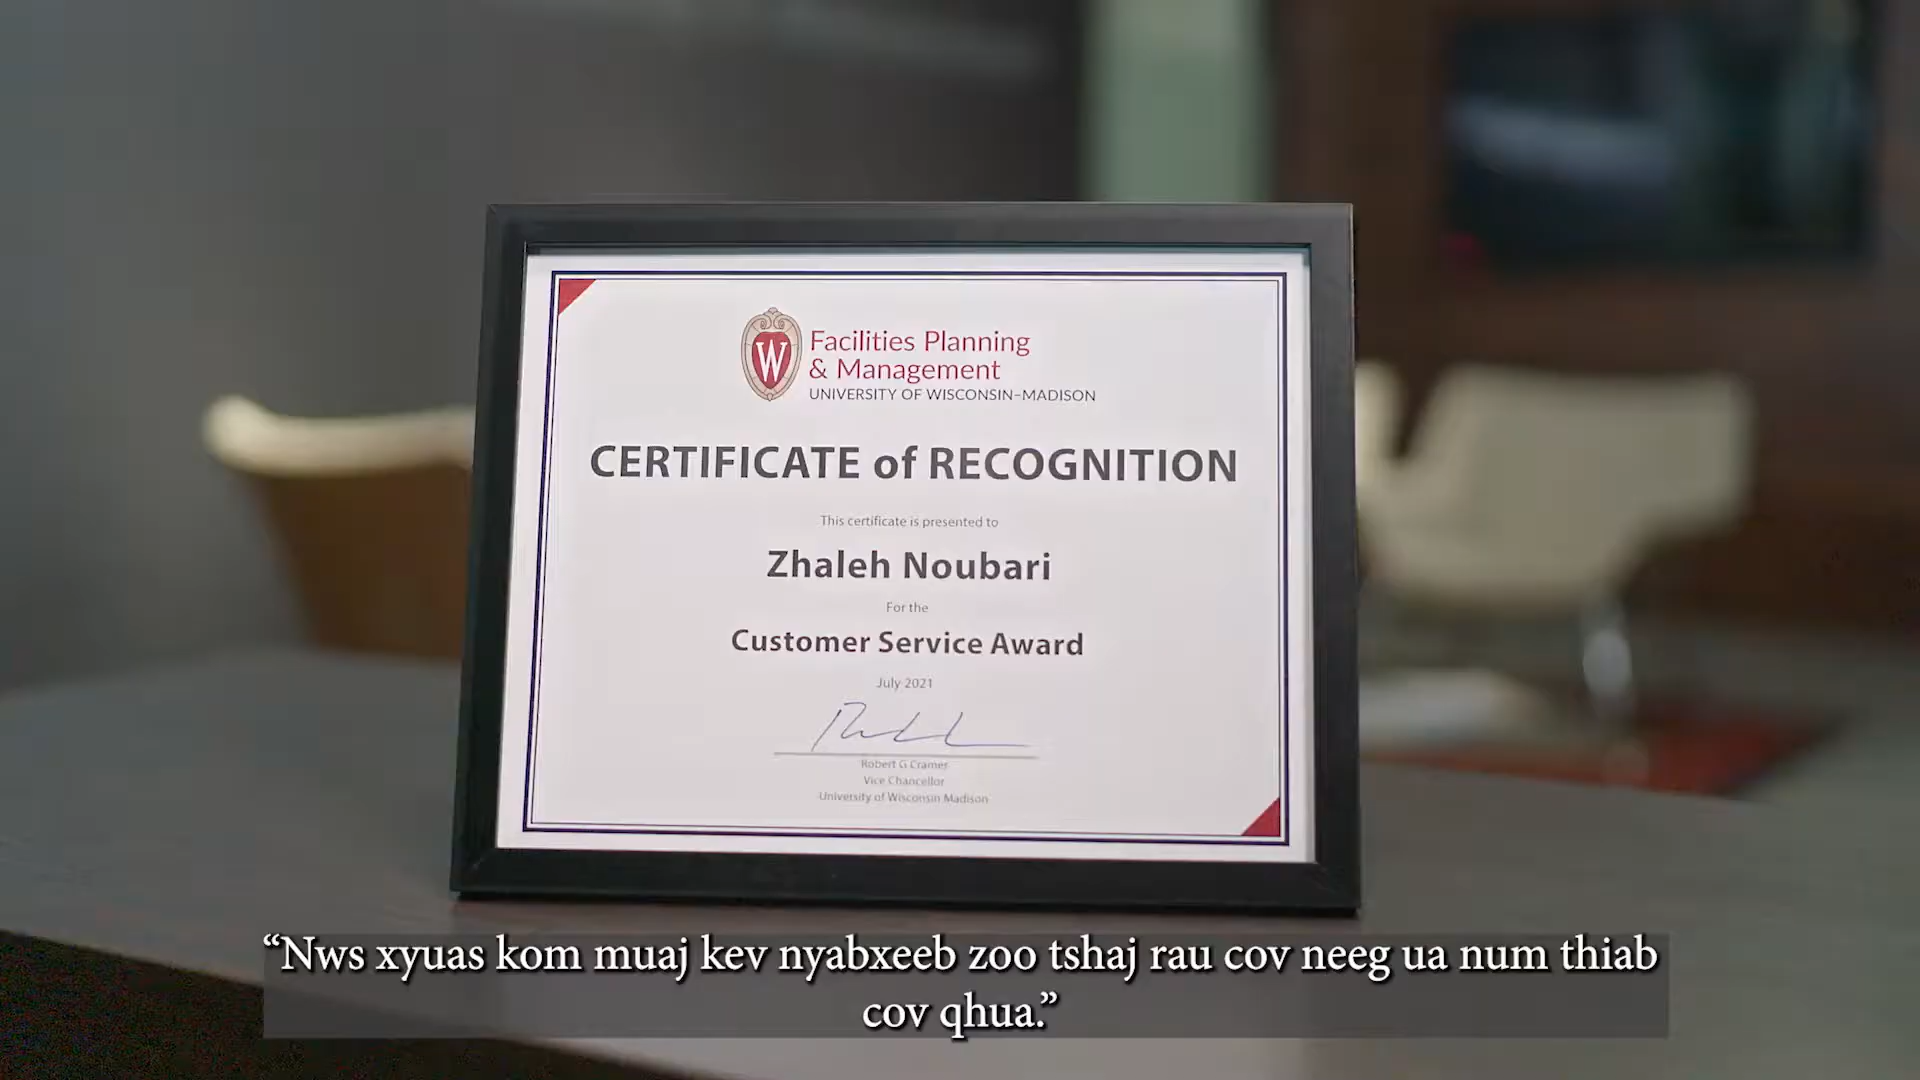 W
Facilities Planning
& Management
UNIVERSITY OF WISCONSIN–MADISON
CERTIFICATE of RECOGNITION
This certificate is presented to
Zhaleh Noubari
For the
Customer Service Award
July 2021
Robert G Cramer
Vice Chancellor
University of Wisconsin Madison
“Nws xyuas kom muaj kev nyabxeeb zoo tshaj rau cov neeg ua num thiab
cov qhua.”